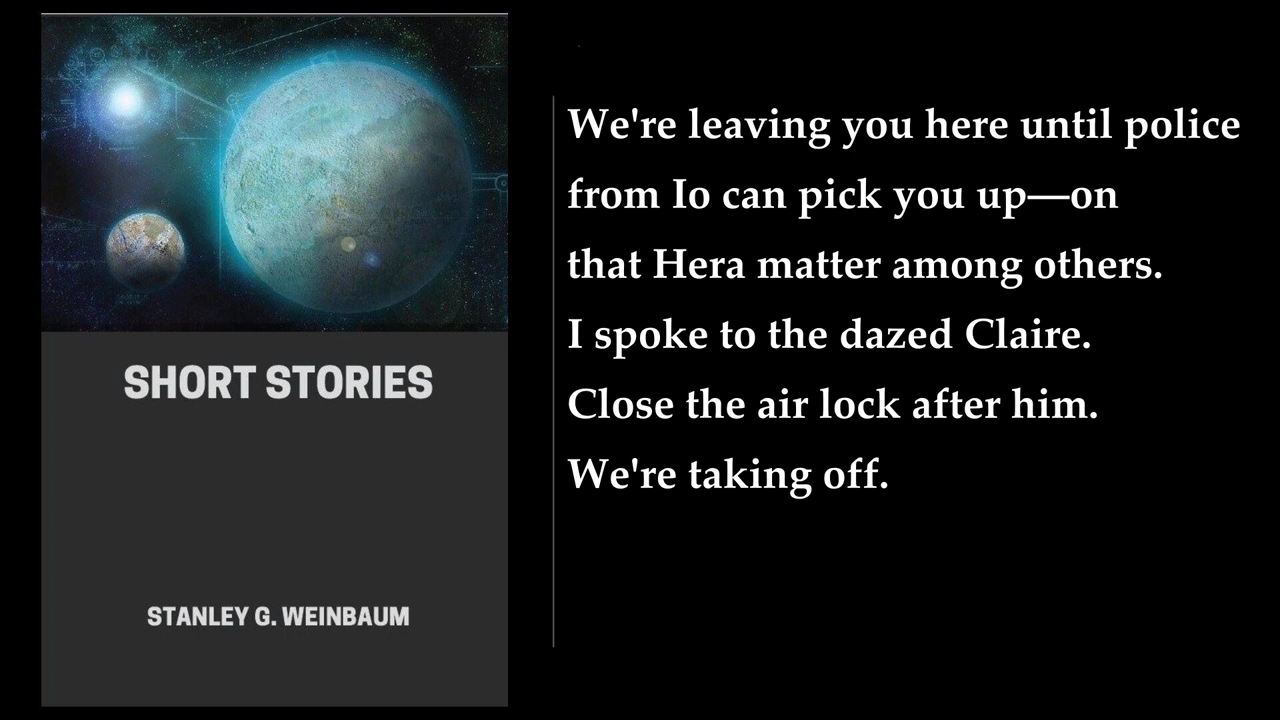 SHORT STORIES
STANLEY G. WEINBAUM
We're leaving you here until police
from Io can pick you up—on
that Hera matter among others.
I spoke to the dazed Claire.
Close the air lock after him.
We're taking off.